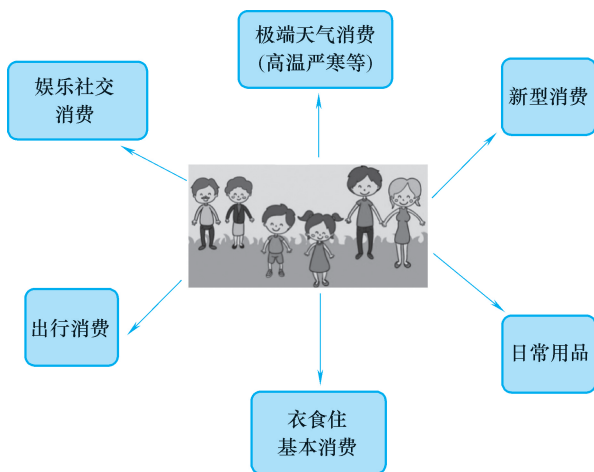 极端天气消费
(高温严寒等)
娱乐社交
消费
新型消费
出行消费
日常用品
衣食住
基本消费